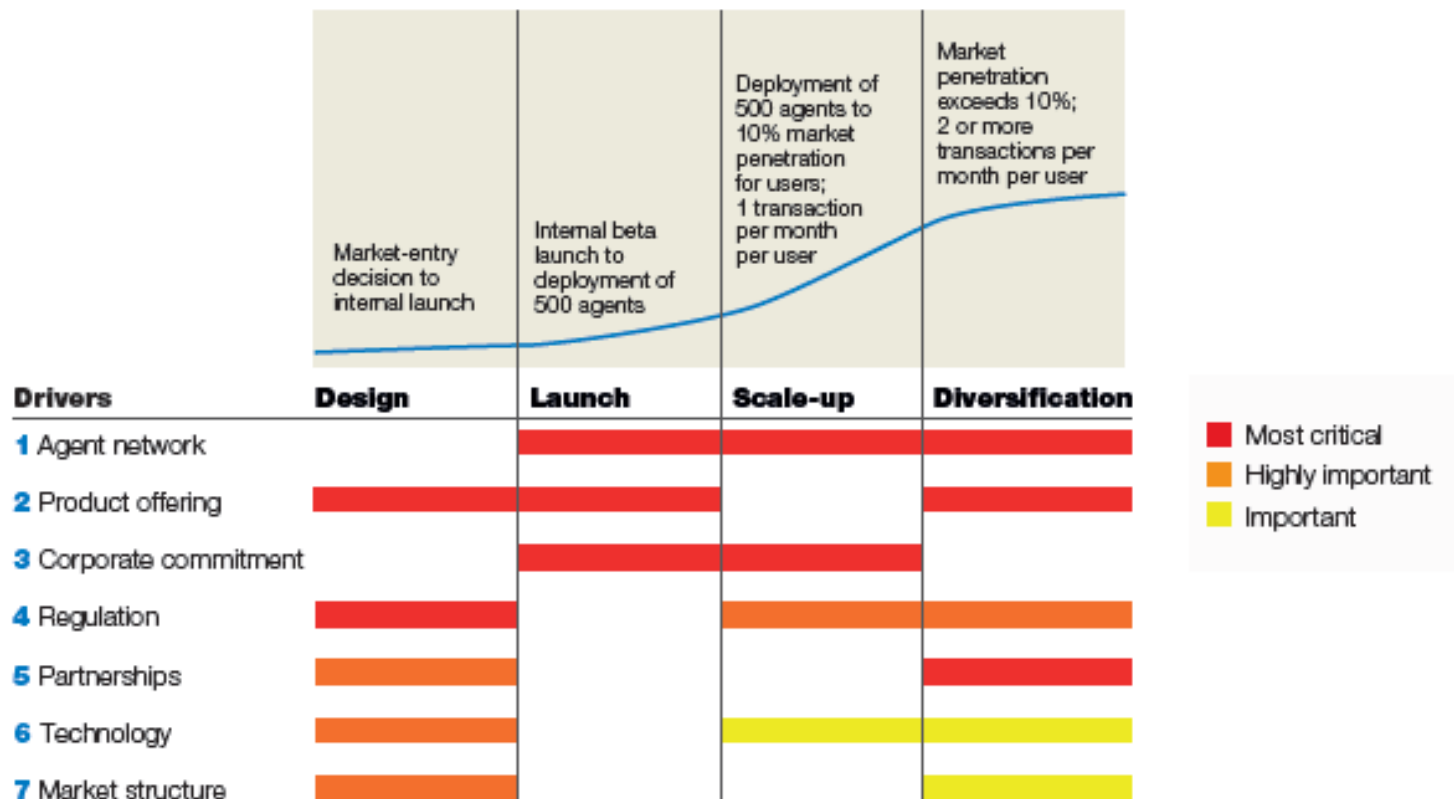 Market-entry
decision to
internal launch
Internal beta
launch to
deployment of
500 agents
Deployment of
500 agents to
10% market
penetration
for users;
1 transaction
per month
per user
Market
penetration
exceeds 10%;
2 or more
transactions per
month per user
Drivers Design Launch Scale-up Diversification
1 Agent network
2 Product offering
3 Corporate commitment
4 Regulation
5 Partnerships
6 Technology
7 Market structure
Most critical
Highly important
Important